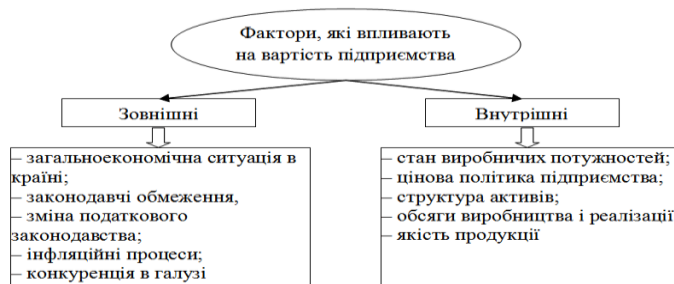 Фактори, які впливають
на вартість підприємства
Зовнішні
Внутрішні
– загальноекономічна ситуація в
країні;
– законодавчі обмеження,
– зміна податкового
законодавства;
– інфляційні процеси;
– конкуренція в галузі
– стан виробничих потужностей;
– цінова політика підприємства;
– структура активів;
– обсяги виробництва і реалізації
– якість продукції